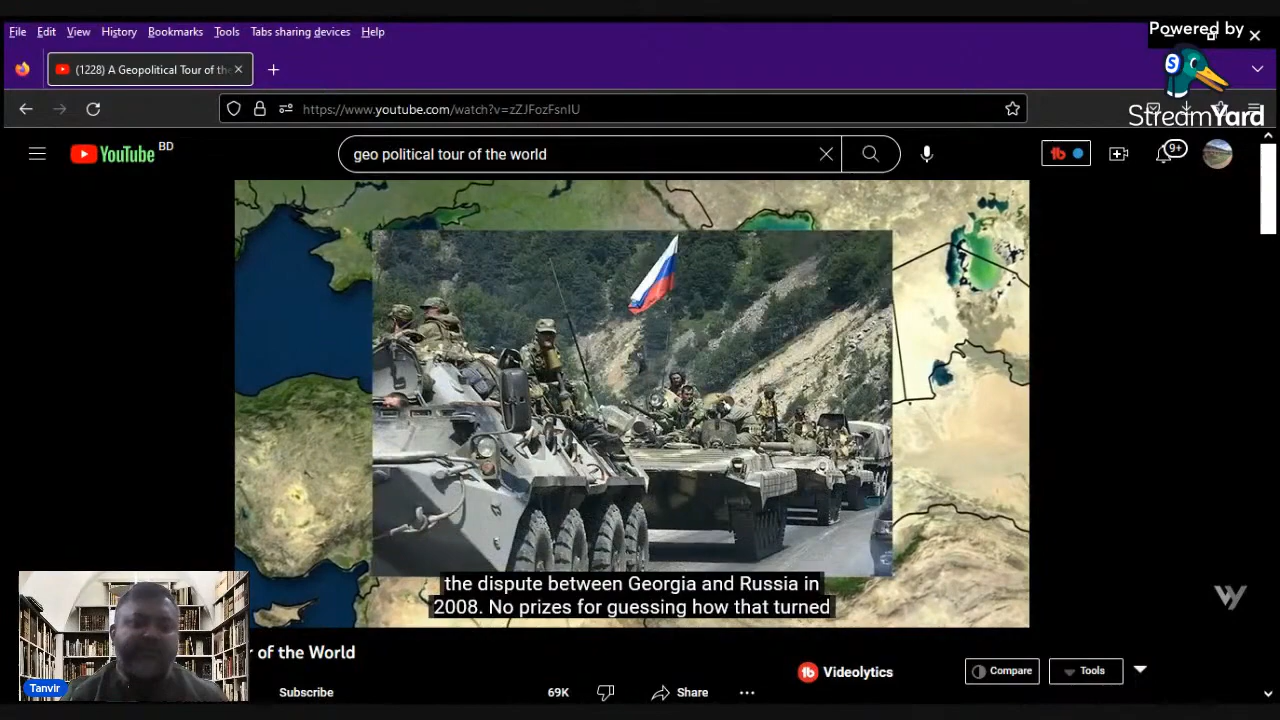 File Edit View History Bookmarks Tools Tabs sharing devices Help
Powered by
(1228) A Geopolitical Tour of the
StreamYard
https://www.youtube.com/watch?v=zZJFozFsnIU
YouTube BD
geo political tour of the world
tb
9+
the dispute between Georgia and Russia in
2008. No prizes for guessing how that turned
of the World
Videolytics
Compare
Tools
Tanvir
Subscribe
69K
Share